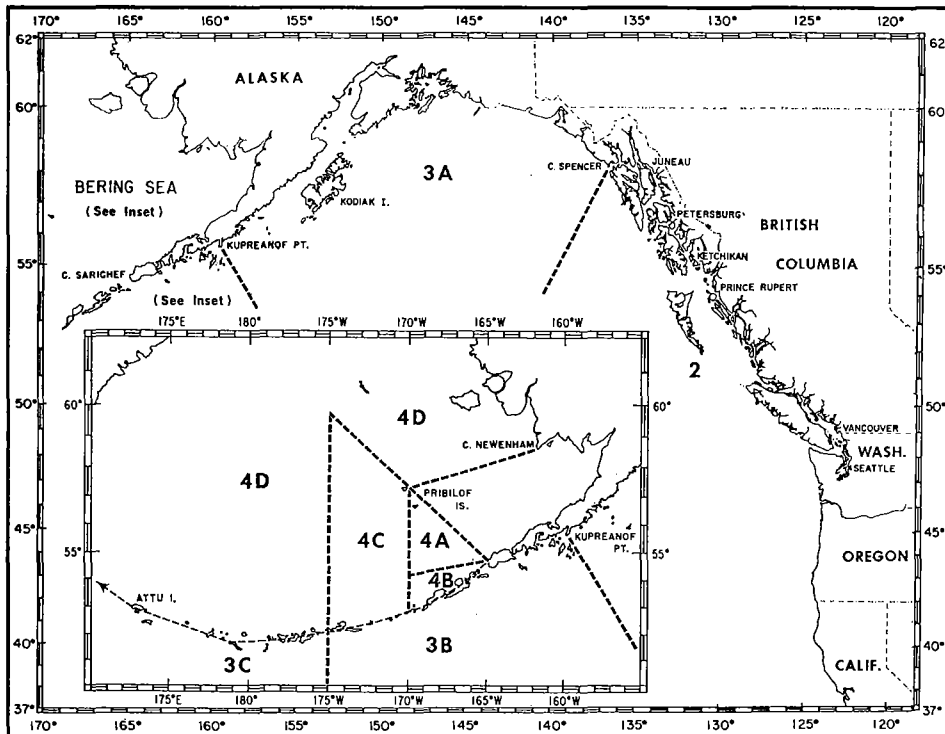 170° 165° 160° 155° 150° 145° 140° 135° 130° 125° 120°
62° 62°
ALASKA
60° 60°
C. SPENCER
JUNEAU
3A
BERING SEA
(See Inset)
KODIAK I.
PETERSBURG
BRITISH
KUPREANOF PT.
KETCHIKAN
COLUMBIA
55° 55°
C. SARICHEF
(See Inset)
PRINCE RUPERT
175°E 180° 175°W 170°W 165°W 160°W
2
60° 60°
4D
50° 50°
C. NEWENHAM
VANCOUVER
WASH.
SEATTLE
4D
PRIBILOF
IS.
4C
4A
KUPREANOF
PT.
45° 45°
55° 55°
OREGON
4B
ATTU I.
3B
3C
40° 40°
CALIF.
175°E 180° 175°W 170°W 165°W 160°W
37° 37°
170° 165° 160° 155° 150° 145° 140° 135° 130° 125° 120°